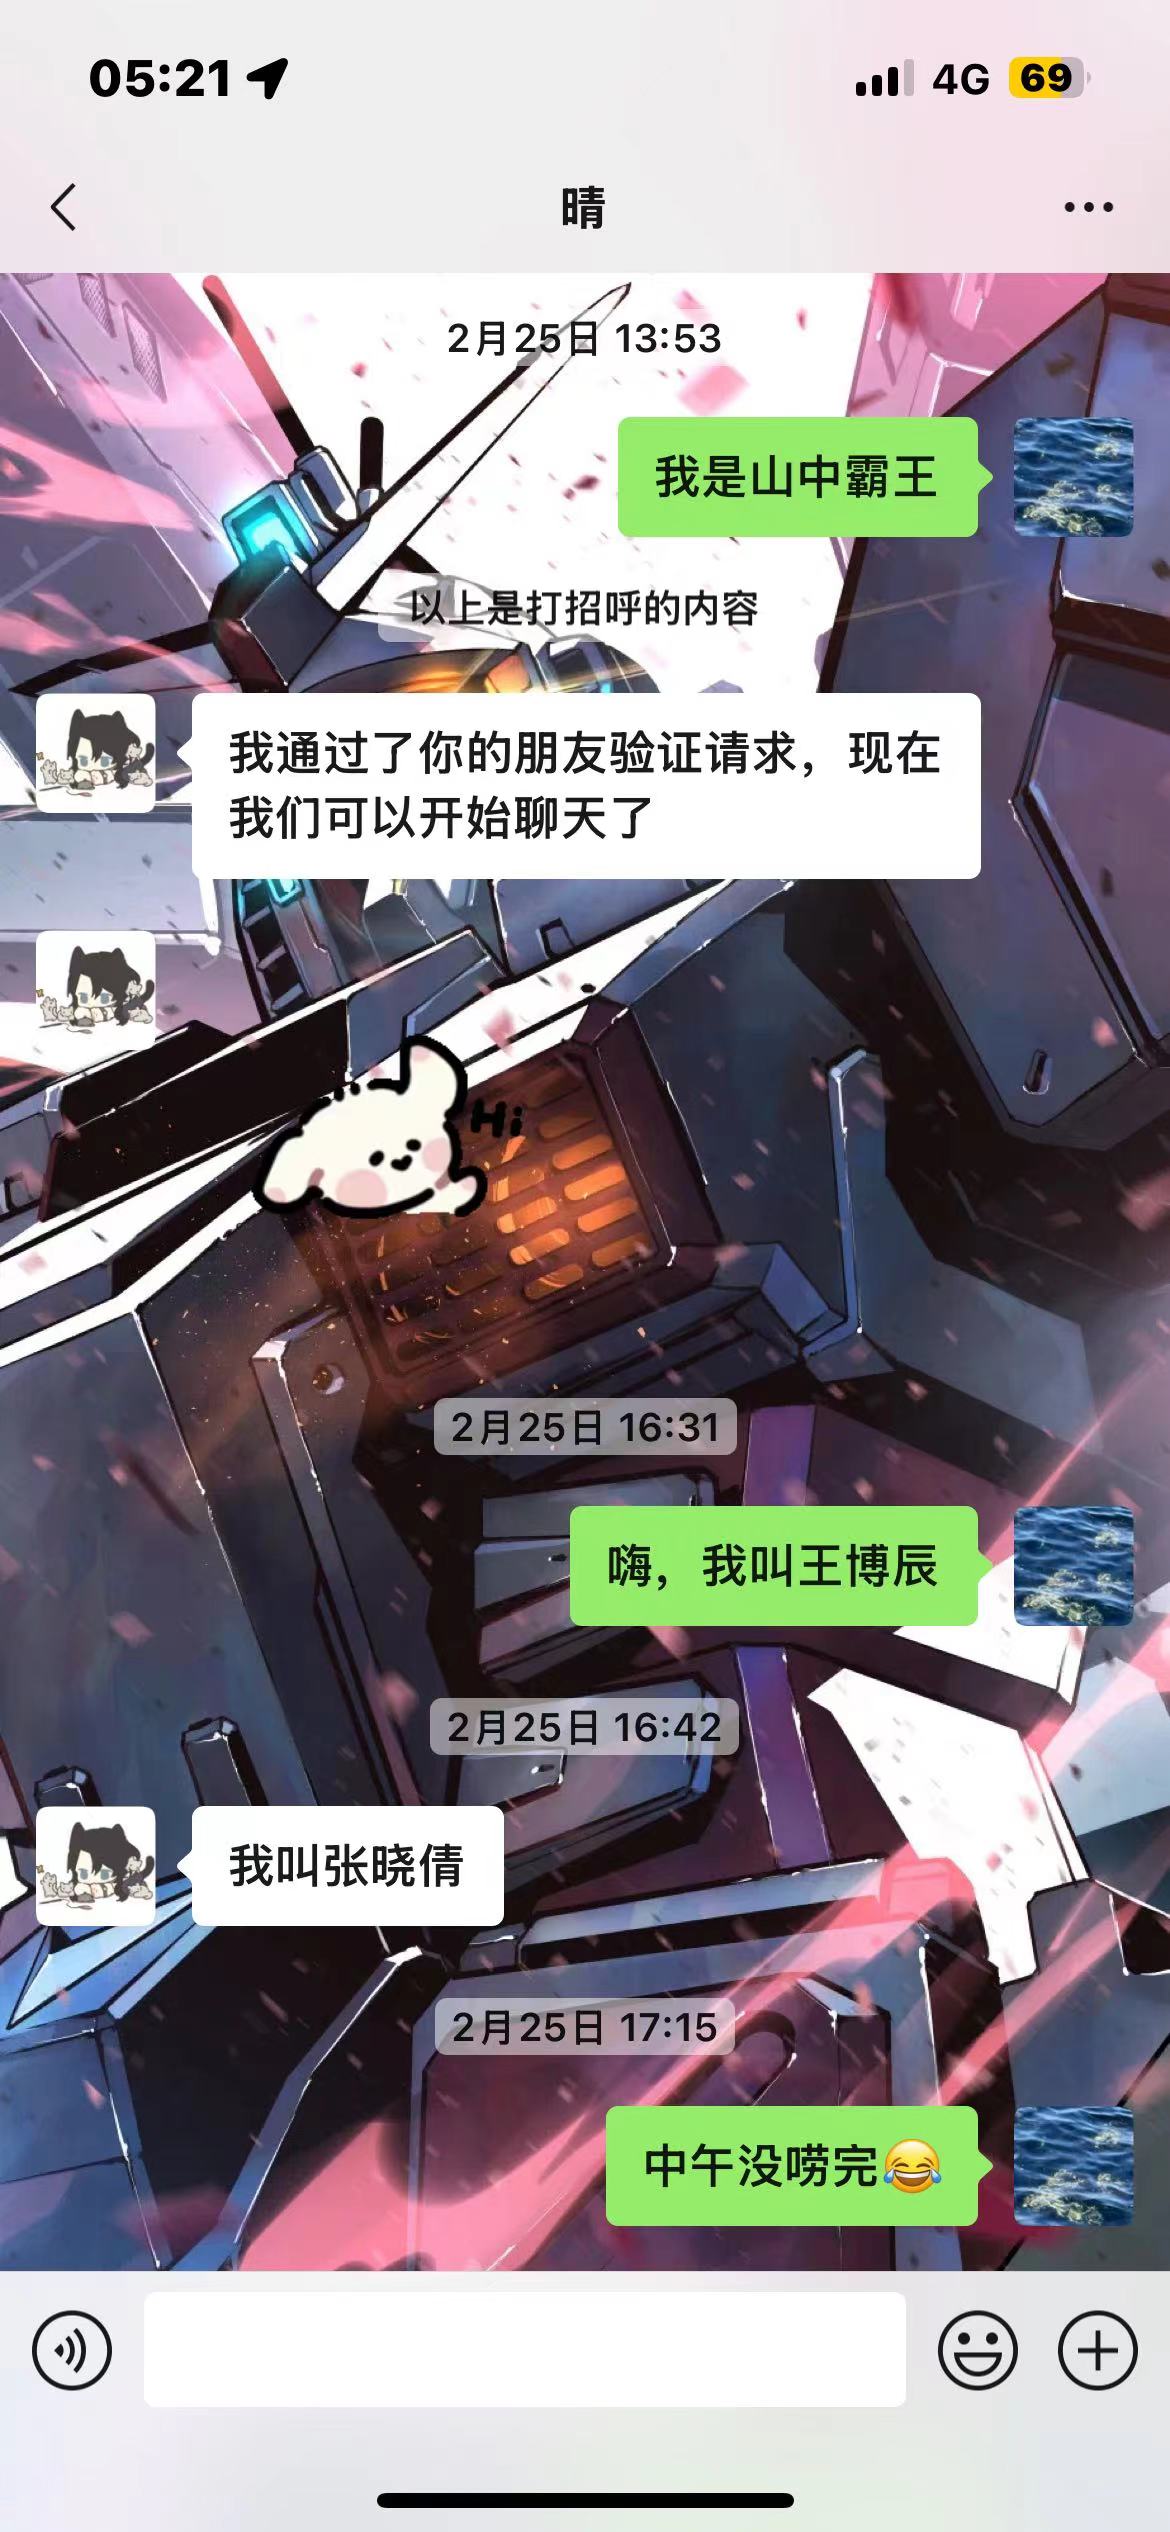 05:21
4G 69
晴
2月25日 13:53
我是山中霸王
以上是打招呼的内容
我通过了你的朋友验证请求，现在
我们可以开始聊天了
Hi
2月25日 16:31
嗨，我叫王博辰
2月25日 16:42
我叫张晓倩
2月25日 17:15
中午没唠完😂